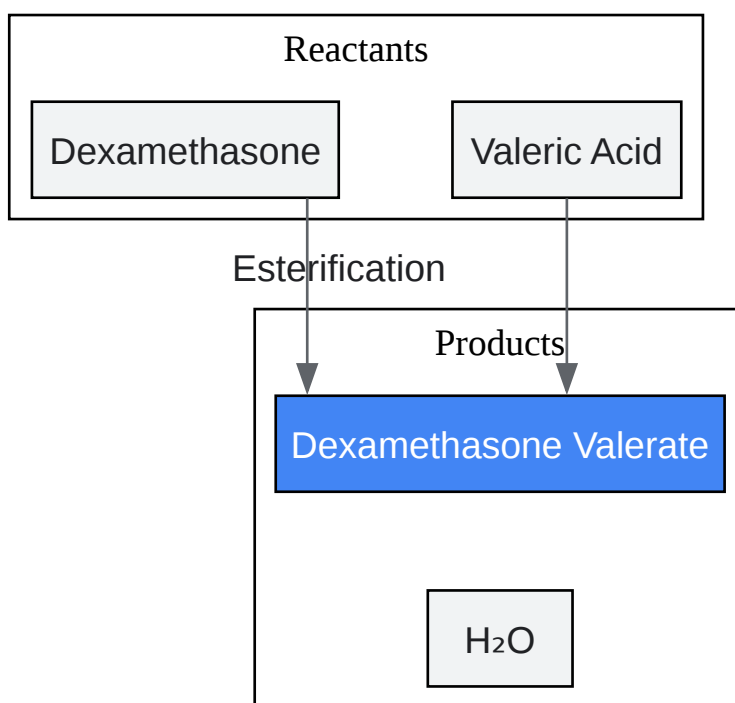 Reactants
Dexamethasone
Valeric Acid
Esterification
Products
Dexamethasone Valerate
H₂O